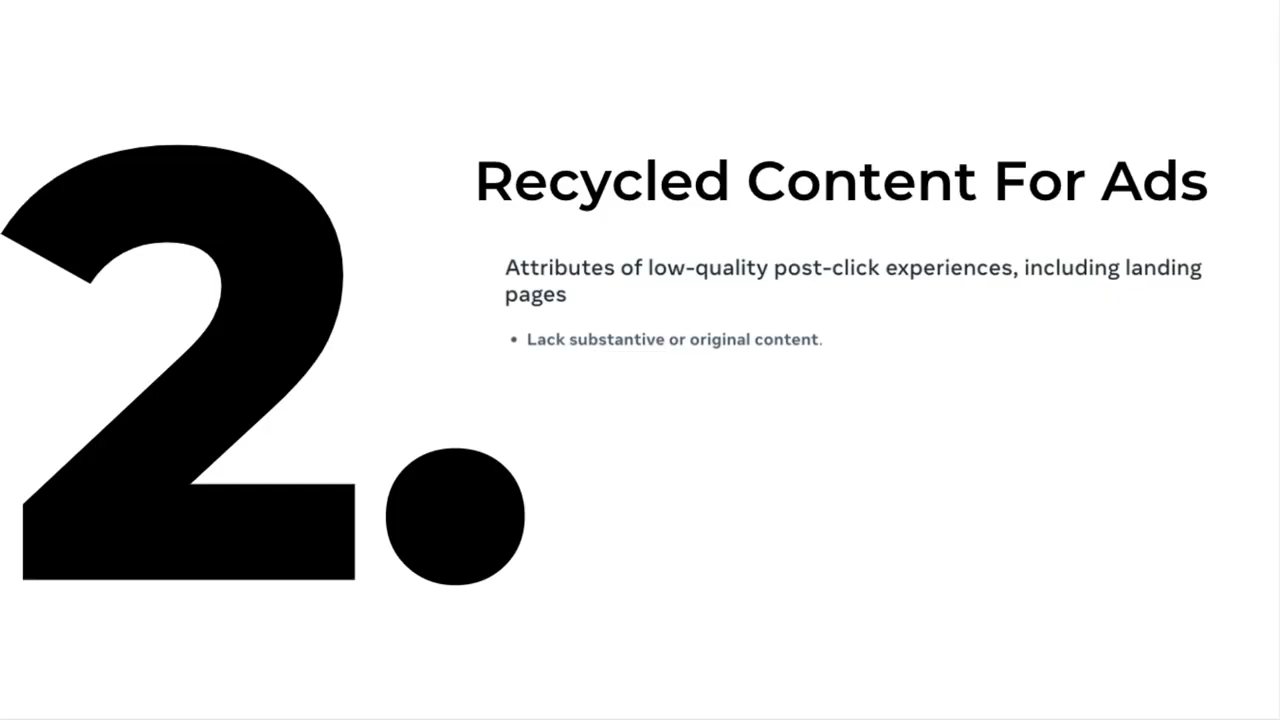 2.
Recycled Content For Ads
Attributes of low-quality post-click experiences, including landing
pages
• Lack substantive or original content.